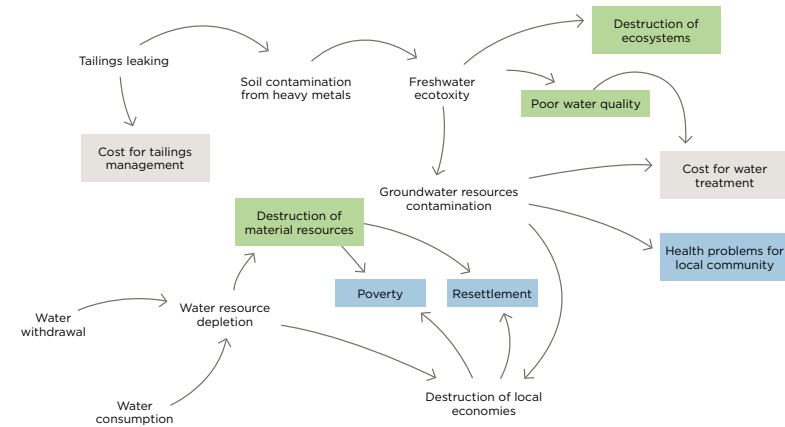 Destruction of
ecosystems
Tailings leaking
Soil contamination
from heavy metals
Freshwater
ecotoxity
Poor water quality
Cost for tailings
management
Cost for water
treatment
Groundwater resources
contamination
Destruction of
material resources
Health problems for
local community
Poverty
Resettlement
Water resource
depletion
Water
withdrawal
Destruction of local
economies
Water
consumption